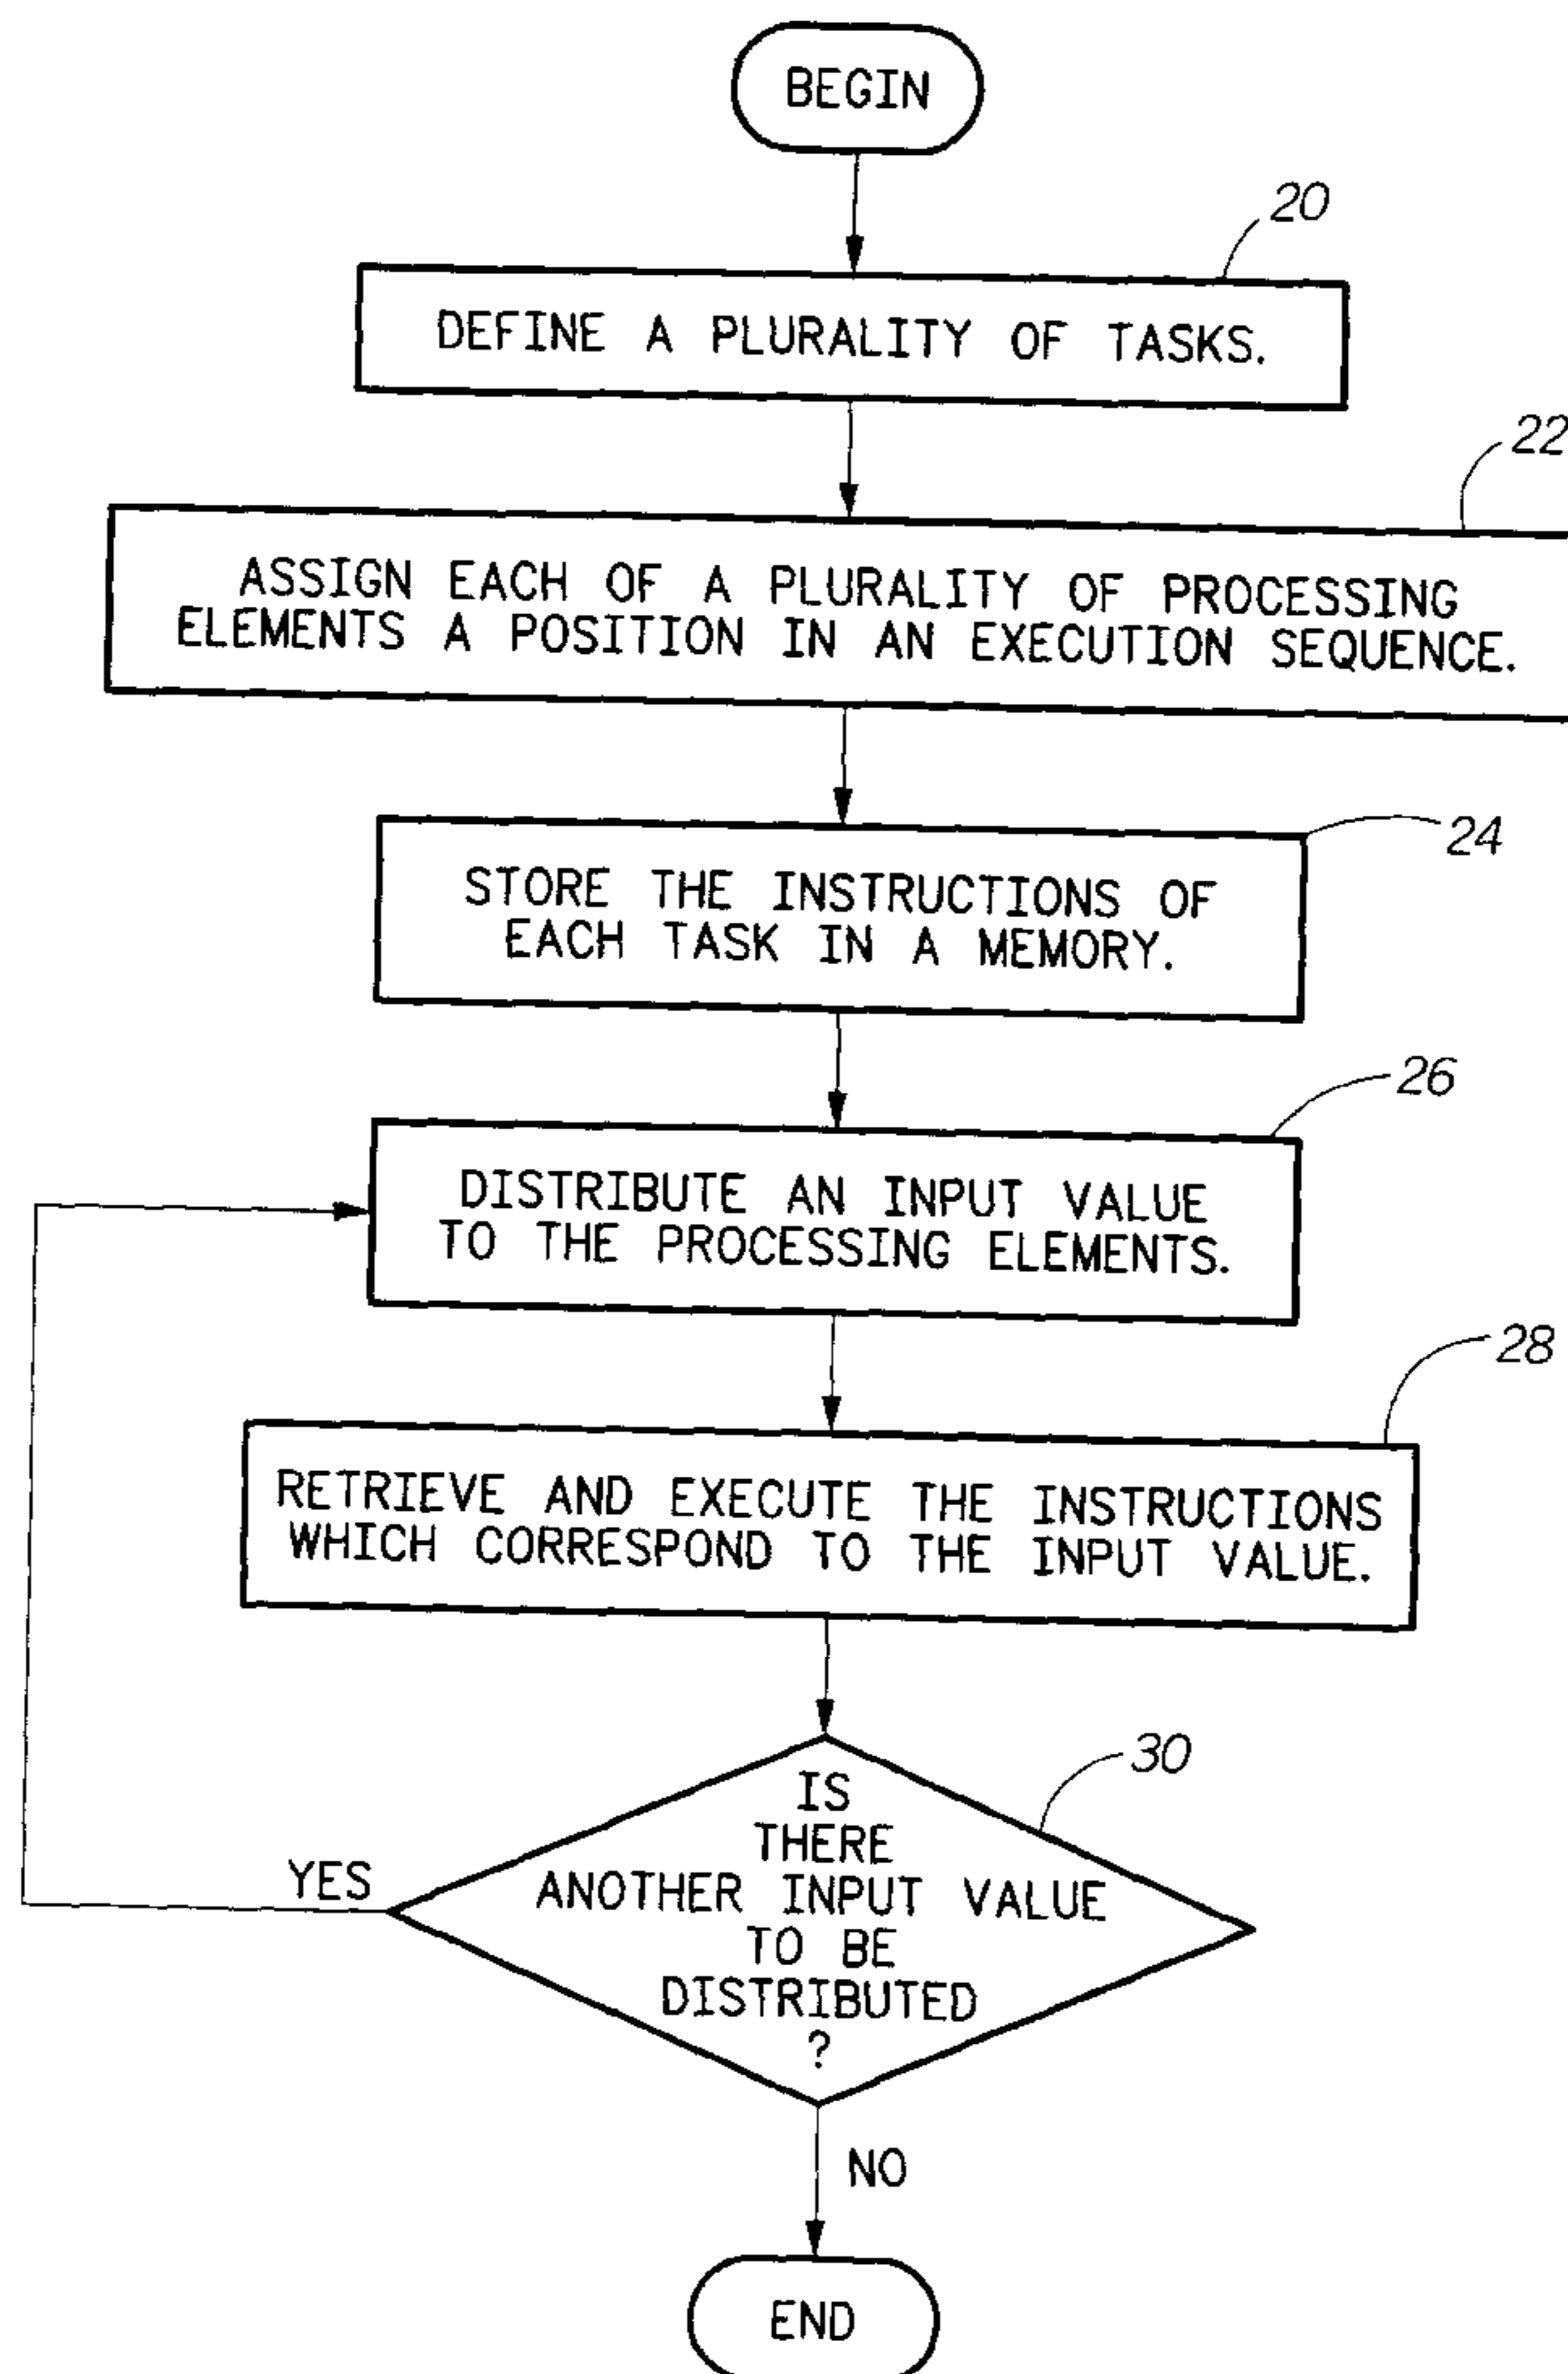 BEGIN
20
DEFINE A PLURALITY OF TASKS.
22
ASSIGN EACH OF A PLURALITY OF PROCESSING
ELEMENTS A POSITION IN AN EXECUTION SEQUENCE.
24
STORE THE INSTRUCTIONS OF
EACH TASK IN A MEMORY.
26
DISTRIBUTE AN INPUT VALUE
TO THE PROCESSING ELEMENTS.
28
RETRIEVE AND EXECUTE THE INSTRUCTIONS
WHICH CORRESPOND TO THE INPUT VALUE.
30
IS
THERE
ANOTHER INPUT VALUE
TO BE
DISTRIBUTED
?
YES
NO
END